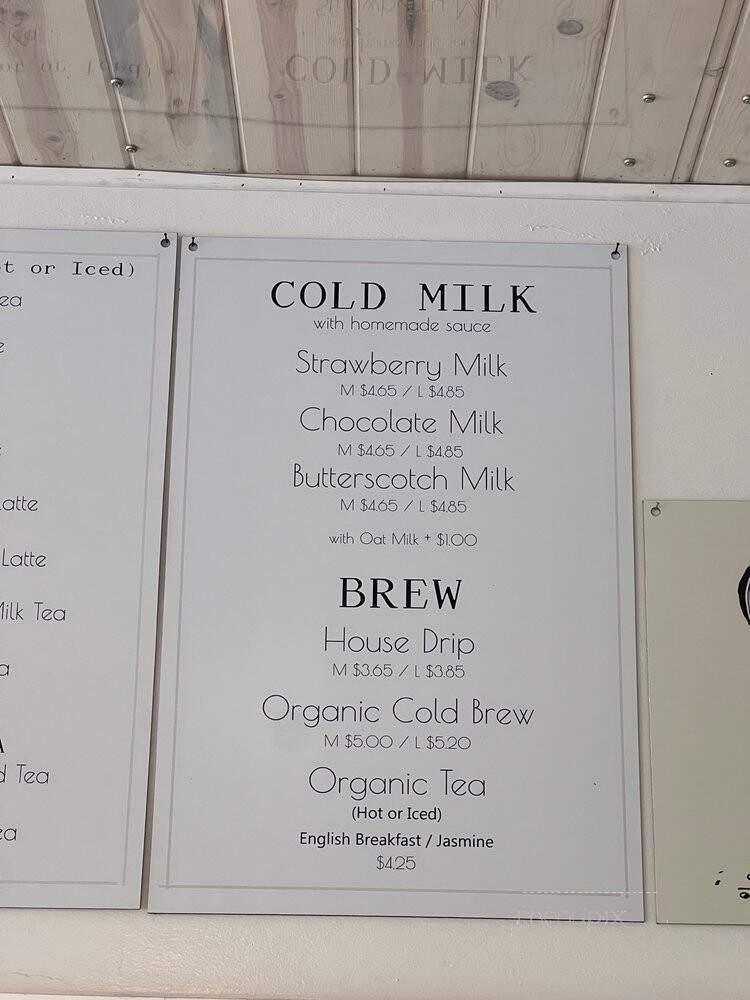 COLD MILK
or Iced)
Latte
Milk Tea
Tea
COLD MILK
with homemade sauce
Strawberry Milk
M $4.65 / L $4.85
Chocolate Milk
M $4.65 / L $4.85
Butterscotch Milk
M $4.65 / L $4.85
with Oat Milk + $1.00
BREW
House Drip
M $3.65 / L $3.85
Organic Cold Brew
M $5.00 / L $5.20
Organic Tea
(Hot or Iced)
English Breakfast / Jasmine
$4.25